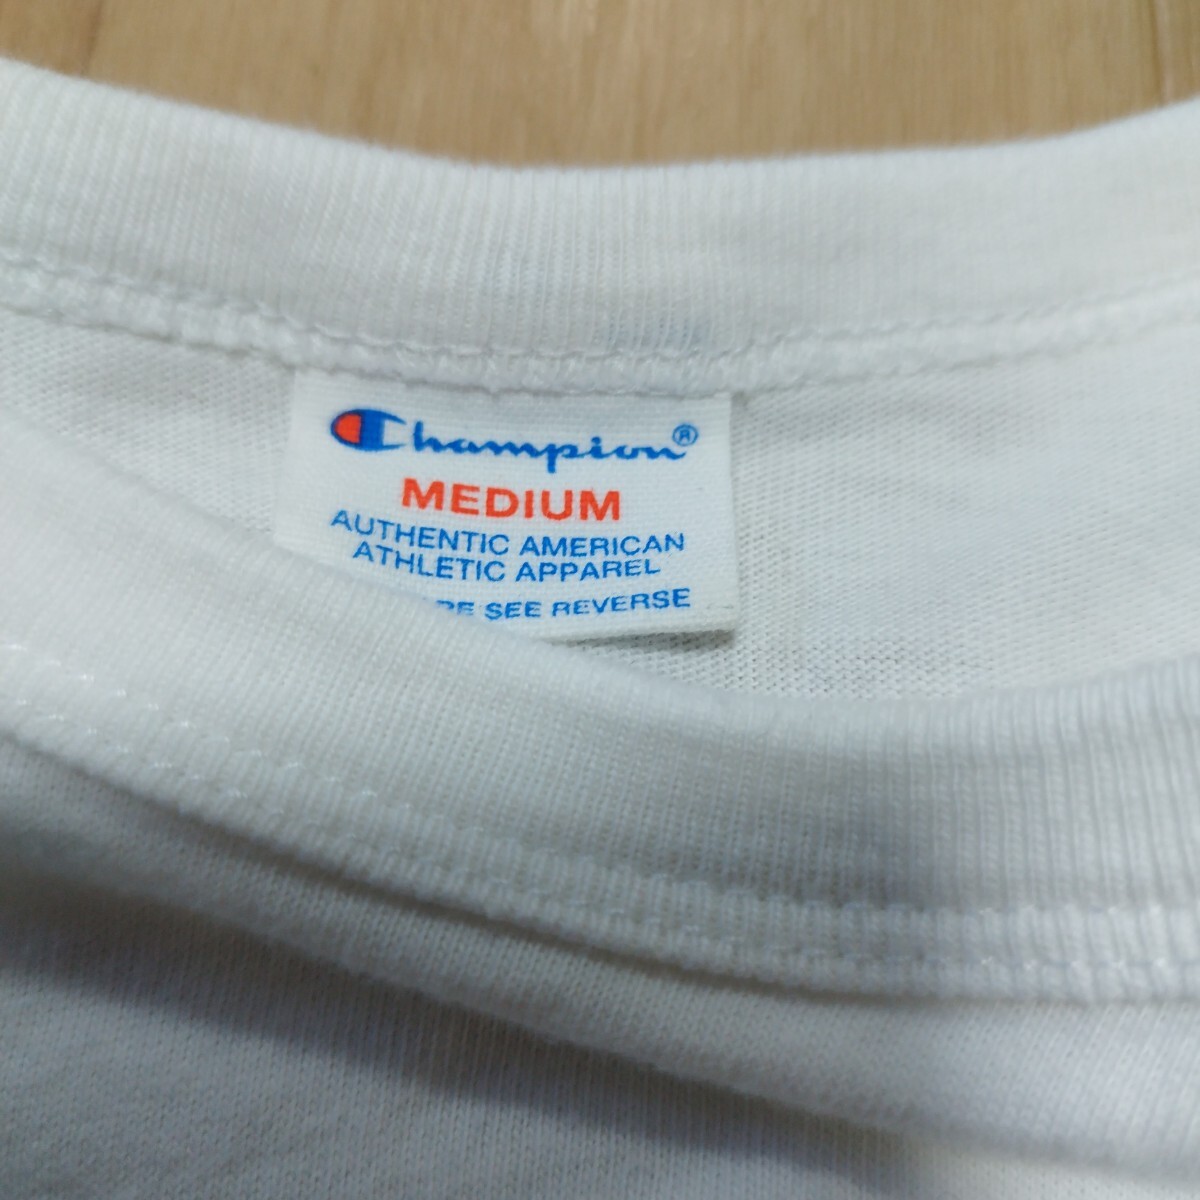 Champion®
MEDIUM
AUTHENTIC AMERICAN
ATHLETIC APPAREL
SEE REVERSE